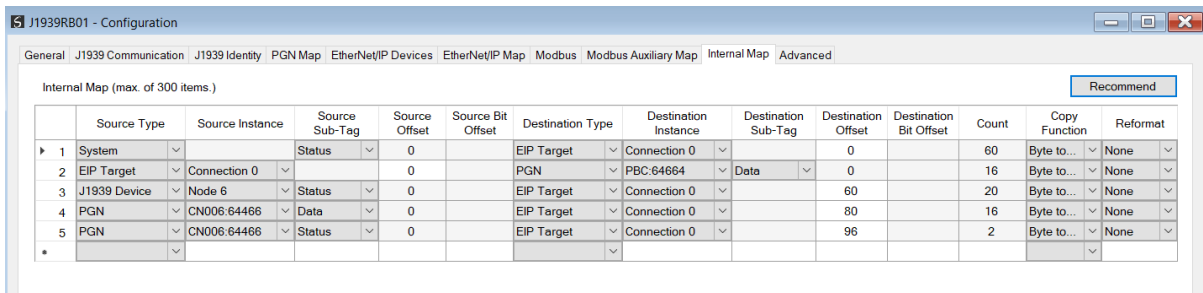 J1939RB01 - Configuration
General J1939 Communication J1939 Identity PGN Map EtherNet/IP Devices EtherNet/IP Map Modbus Modbus Auxiliary Map Internal Map Advanced
Internal Map (max. of 300 items.) Recommend
Source Type Source Instance Source Sub-Tag Source Offset Source Bit Offset Destination Type Destination Instance Destination Sub-Tag Destination Offset Destination Bit Offset Count Copy Function Reformat
1 System Status 0 EIP Target Connection 0 0 60 Byte to... None
2 EIP Target Connection 0 0 PGN PBC:64664 Data 0 16 Byte to... None
3 J1939 Device Node 6 Status 0 EIP Target Connection 0 60 20 Byte to... None
4 PGN CN006:64466 Data 0 EIP Target Connection 0 80 16 Byte to... None
5 PGN CN006:64466 Status 0 EIP Target Connection 0 96 2 Byte to... None